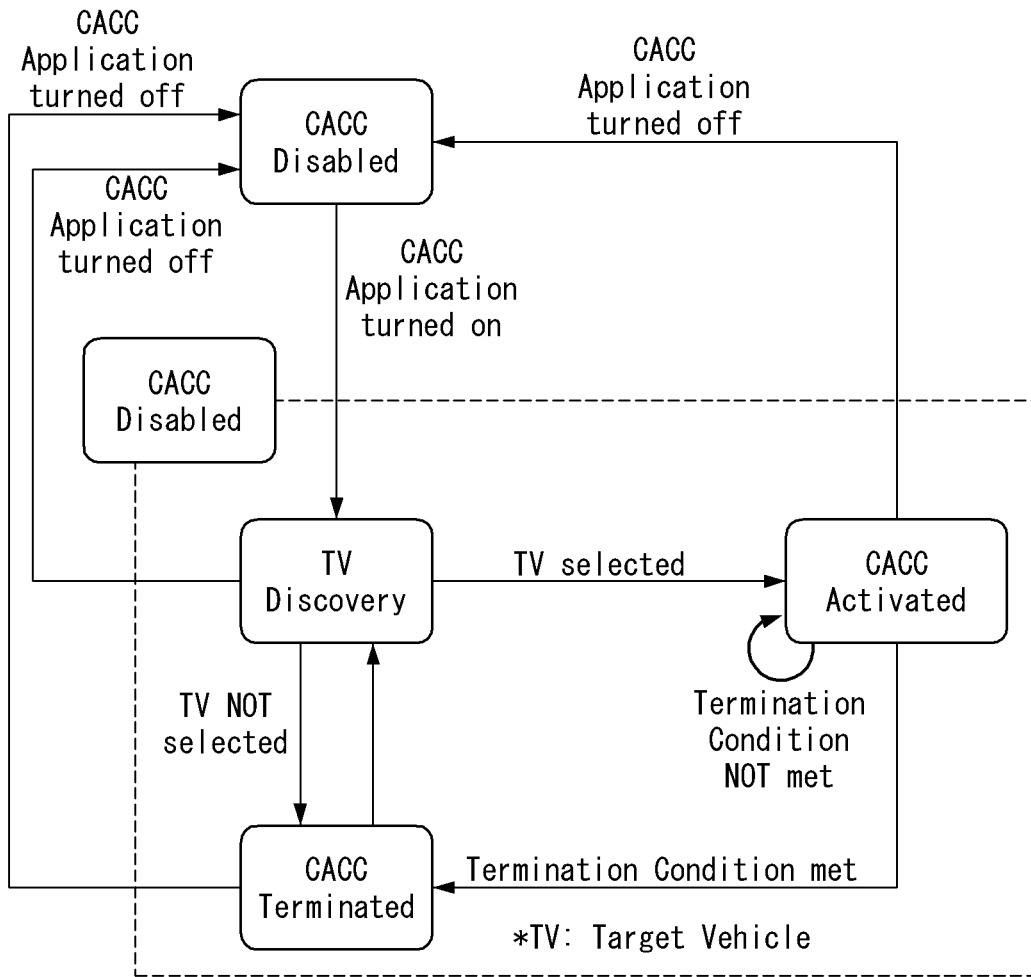 CACC
Application
turned off
CACC
Application
turned off
CACC
Disabled
CACC
Application
turned off
CACC
Application
turned on
CACC
Disabled
TV
Discovery
TV selected
CACC
Activated
TV NOT
selected
Termination
Condition
NOT met
CACC
Terminated
Termination Condition met
*TV: Target Vehicle